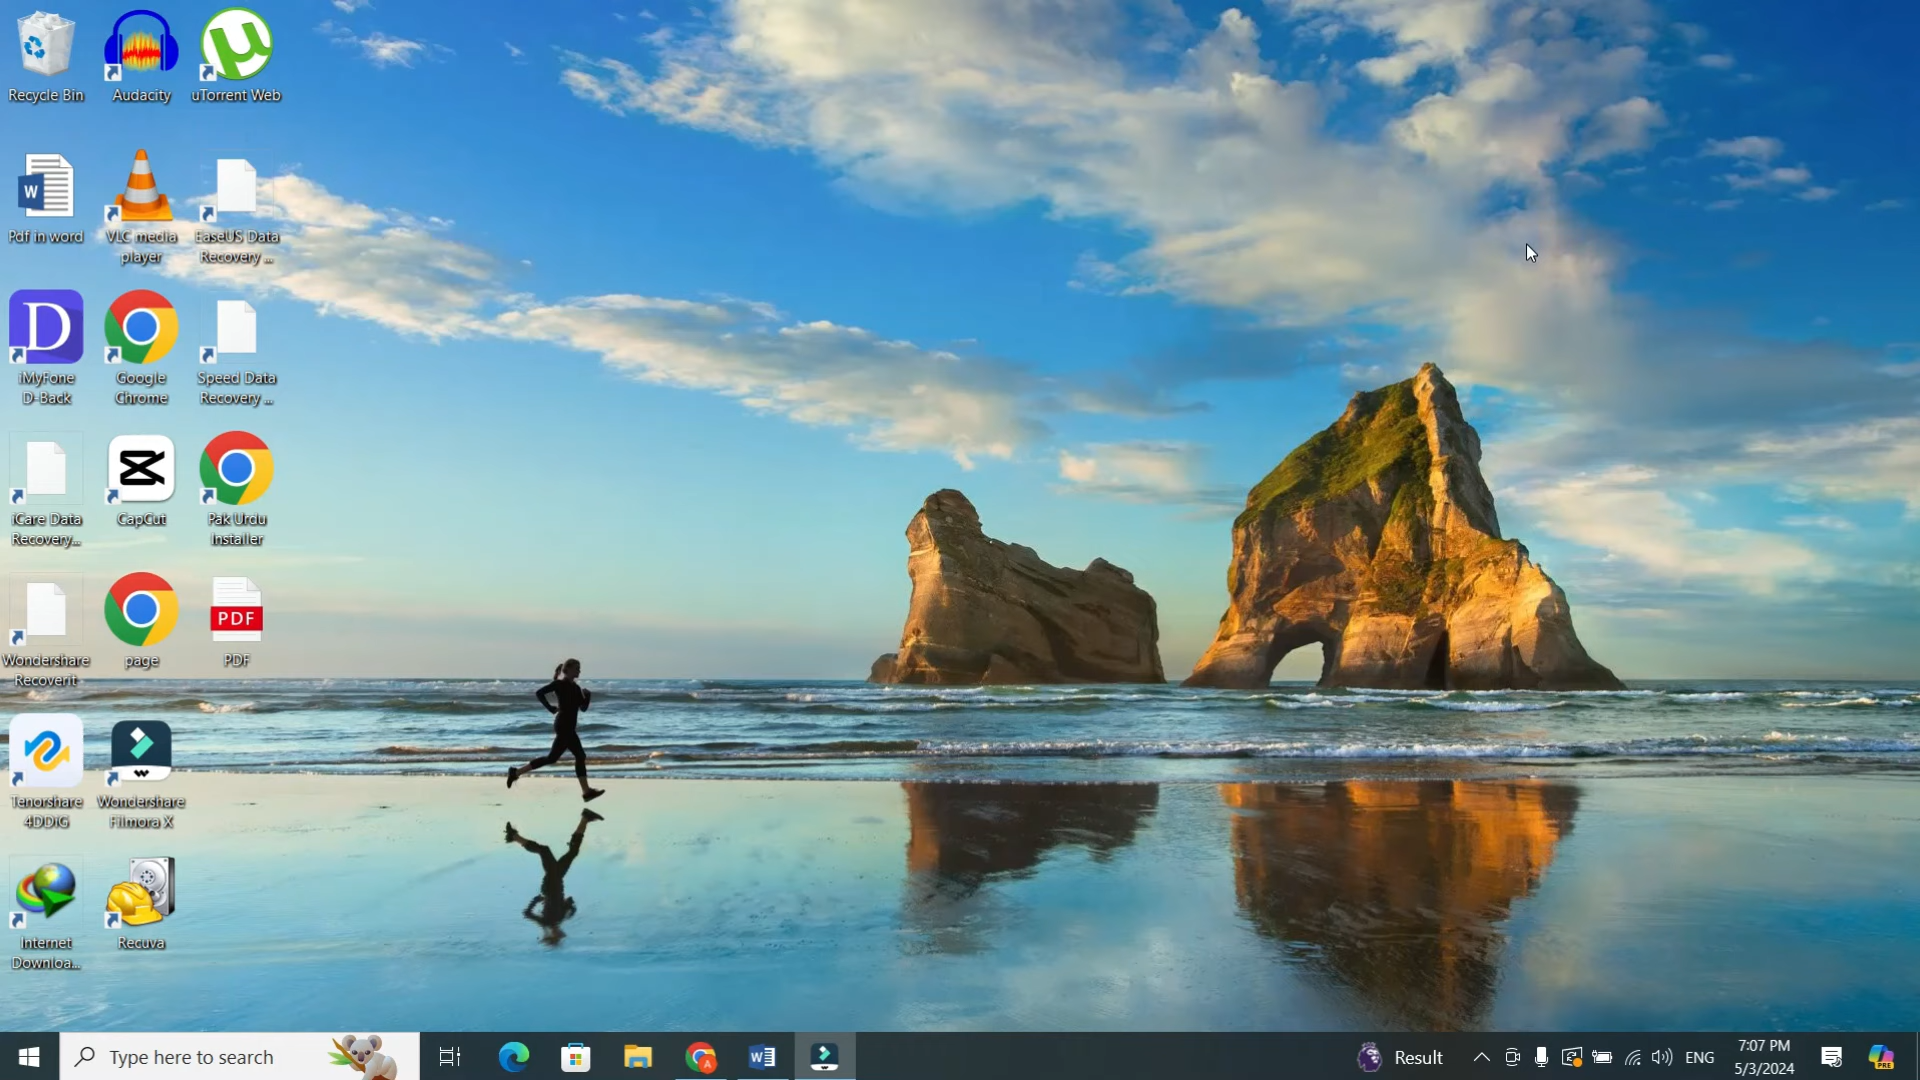 Recycle Bin
Audacity
uTorrent Web
W
Pdf in word
VLC media
player
EaseUS Data
Recovery ...
D
iMyFone
D-Back
Google
Chrome
Speed Data
Recovery ...
iCare Data
Recovery...
CapCut
Pak Urdu
Installer
Wondershare
Recoverit
page
PDF
PDF
Tenorshare
4DDiG
Wondershare
Filmora X
Internet
Downloa...
Recuva
Type here to search
A
W
Result
ENG
7:07 PM
5/3/2024
PRE